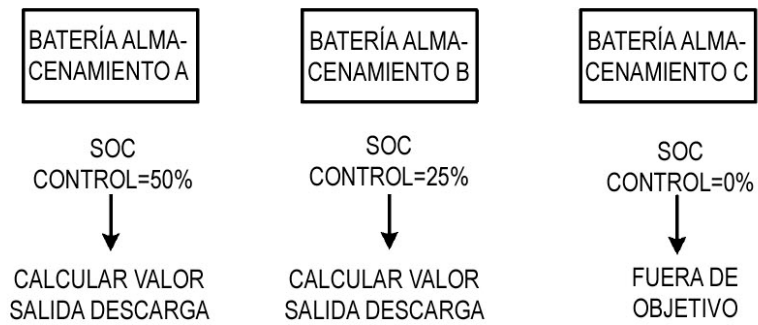 BATERÍA ALMA-
CENAMIENTO A
SOC
CONTROL=50%
CALCULAR VALOR
SALIDA DESCARGA
BATERÍA ALMA-
CENAMIENTO B
SOC
CONTROL=25%
CALCULAR VALOR
SALIDA DESCARGA
BATERÍA ALMA-
CENAMIENTO C
SOC
CONTROL=0%
FUERA DE
OBJETIVO